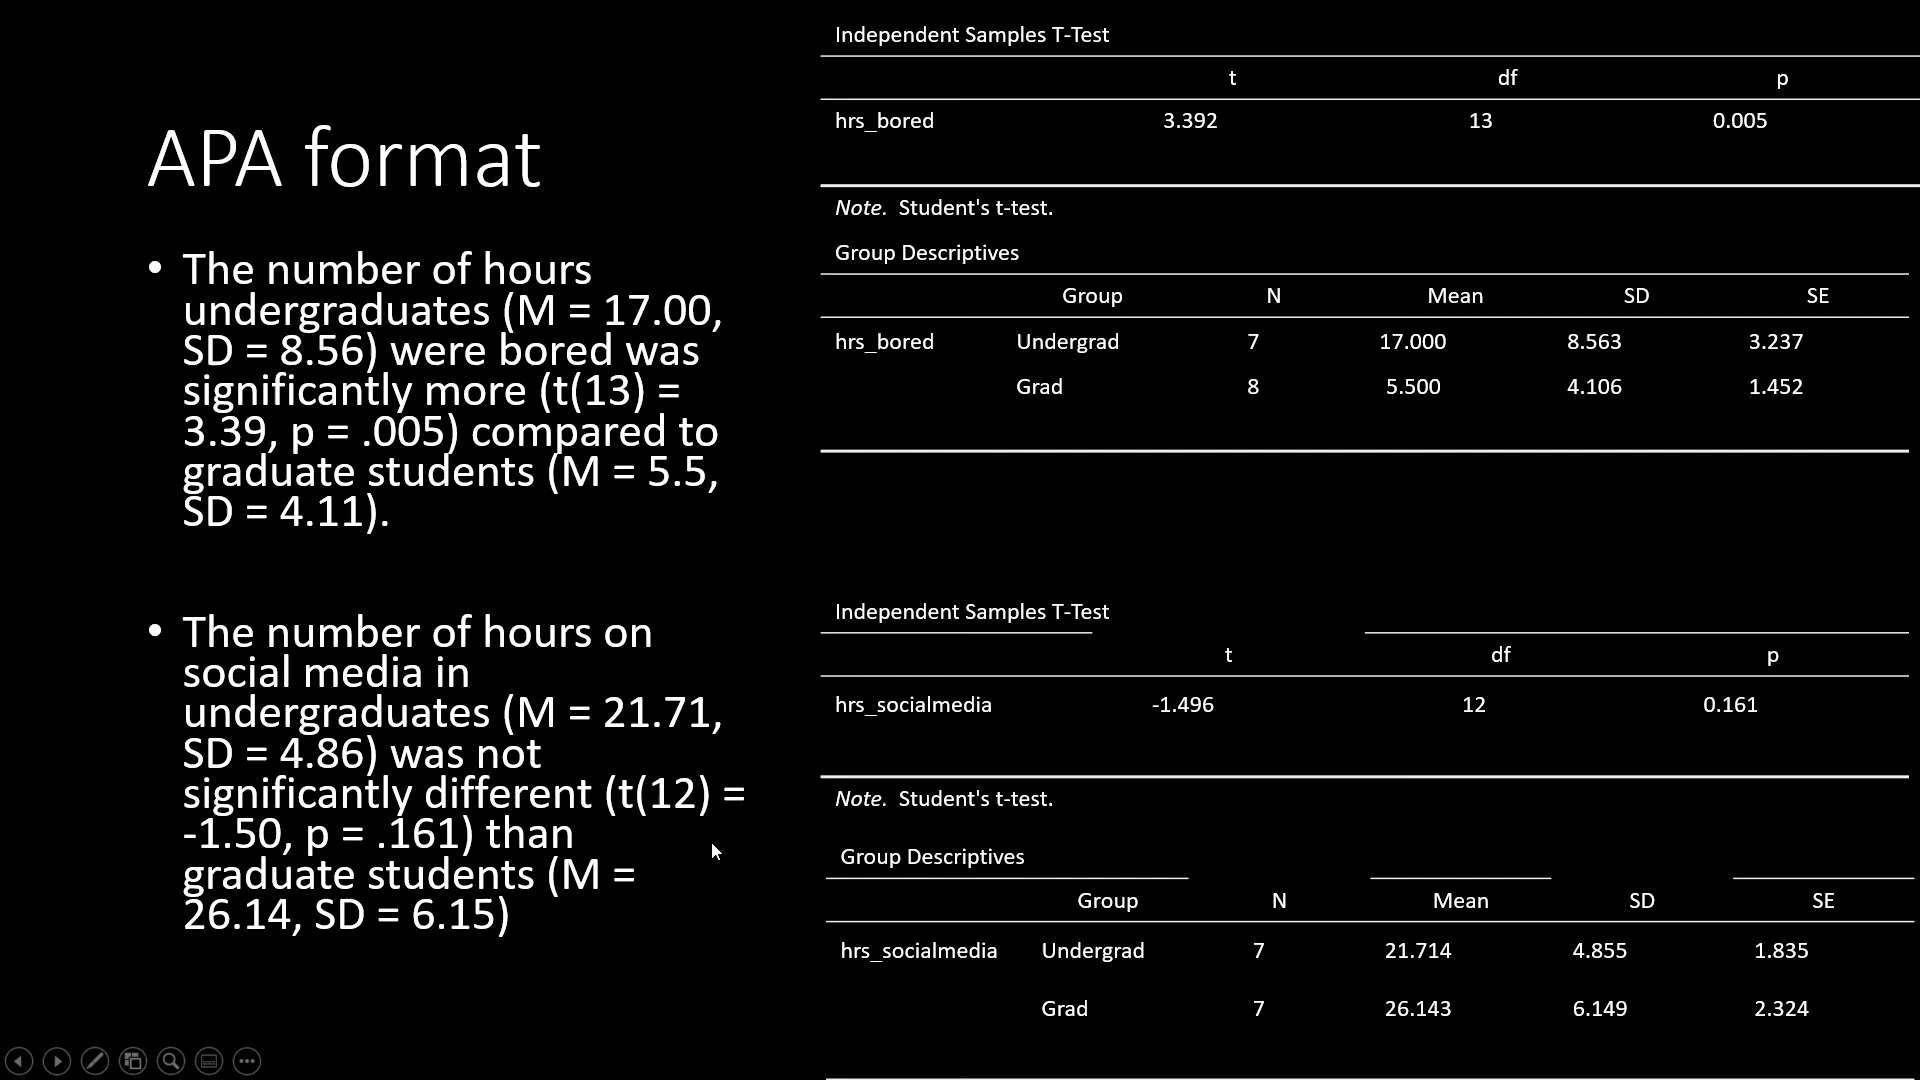 APA format
• The number of hours
undergraduates (M = 17.00,
SD = 8.56) were bored was
significantly more (t(13) =
3.39, p = .005) compared to
graduate students (M = 5.5,
SD = 4.11).
• The number of hours on
social media in
undergraduates (M = 21.71,
SD = 4.86) was not
significantly different (t(12) =
-1.50, p = .161) than
graduate students (M =
26.14, SD = 6.15)
Independent Samples T-Test
t df p
hrs_bored 3.392 13 0.005
Note. Student's t-test.
Group Descriptives
Group N Mean SD SE
hrs_bored Undergrad 7 17.000 8.563 3.237
Grad 8 5.500 4.106 1.452
Independent Samples T-Test
t df p
hrs_socialmedia -1.496 12 0.161
Note. Student's t-test.
Group Descriptives
Group N Mean SD SE
hrs_socialmedia Undergrad 7 21.714 4.855 1.835
Grad 7 26.143 6.149 2.324